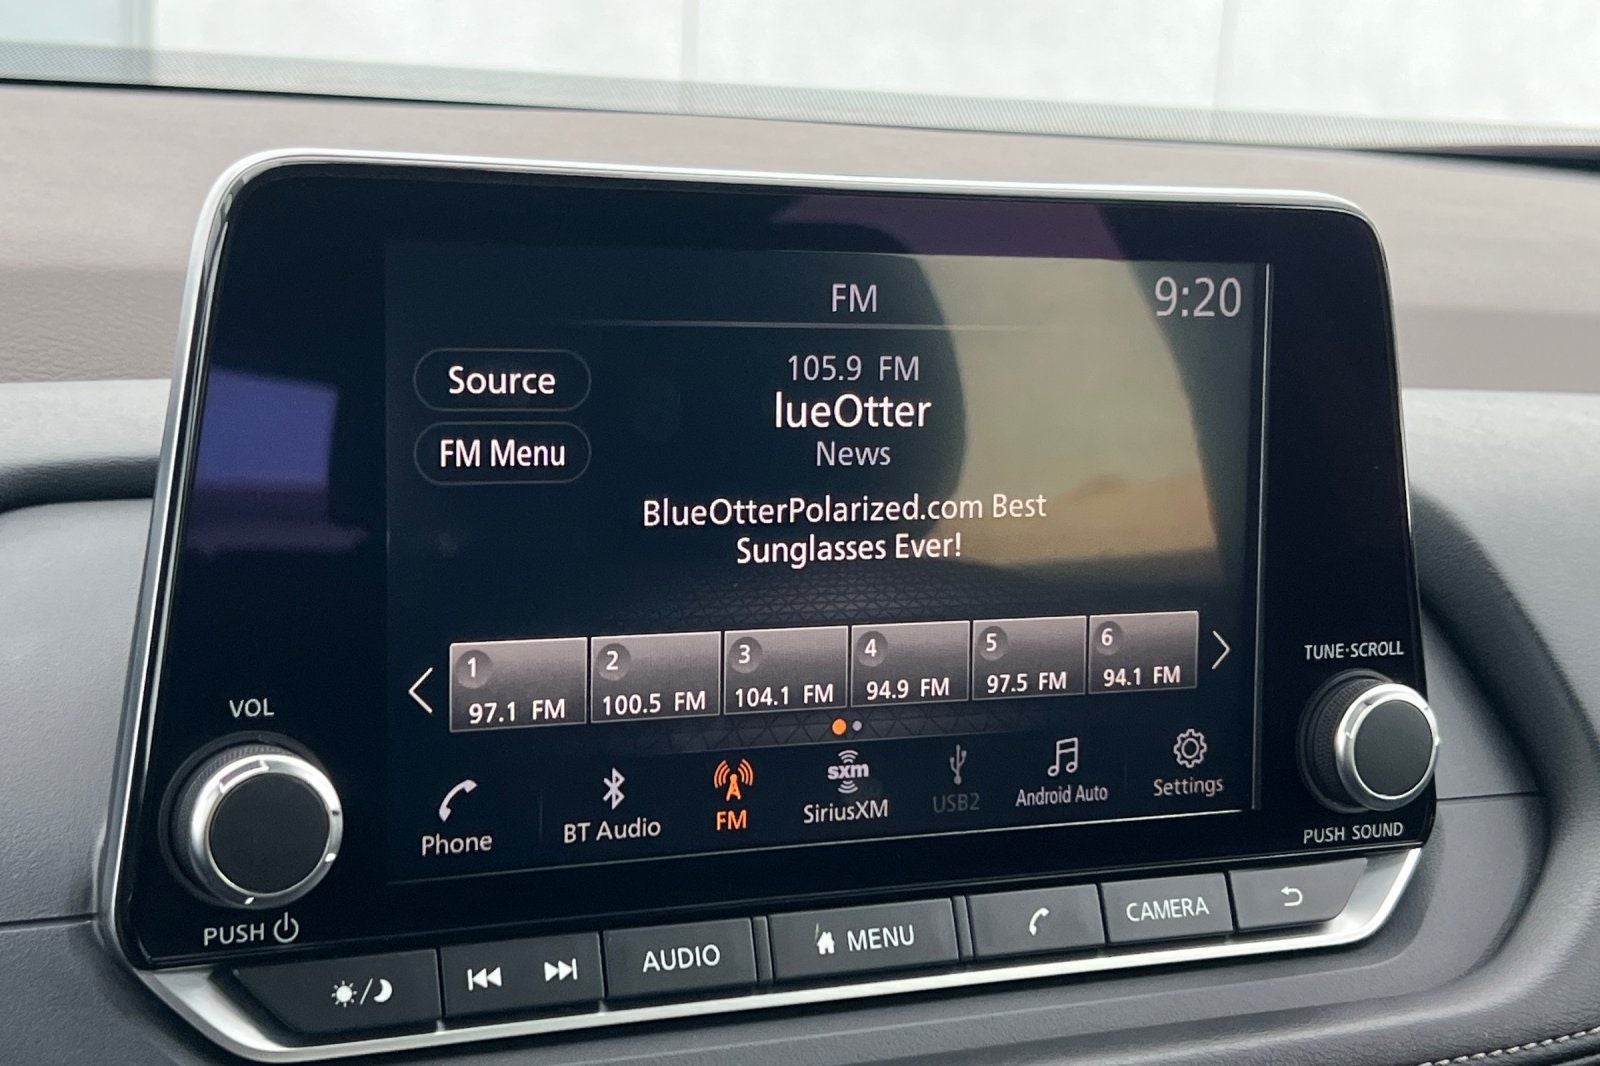 FM
9:20
Source
FM Menu
105.9 FM
lueOtter
News
BlueOtterPolarized.com Best
Sunglasses Ever!
1
97.1 FM
2
100.5 FM
3
104.1 FM
4
94.9 FM
5
97.5 FM
6
94.1 FM
Phone
BT Audio
FM
sxm
SiriusXM
USB2
Android Auto
Settings
VOL
PUSH
TUNE·SCROLL
PUSH SOUND
AUDIO
MENU
CAMERA